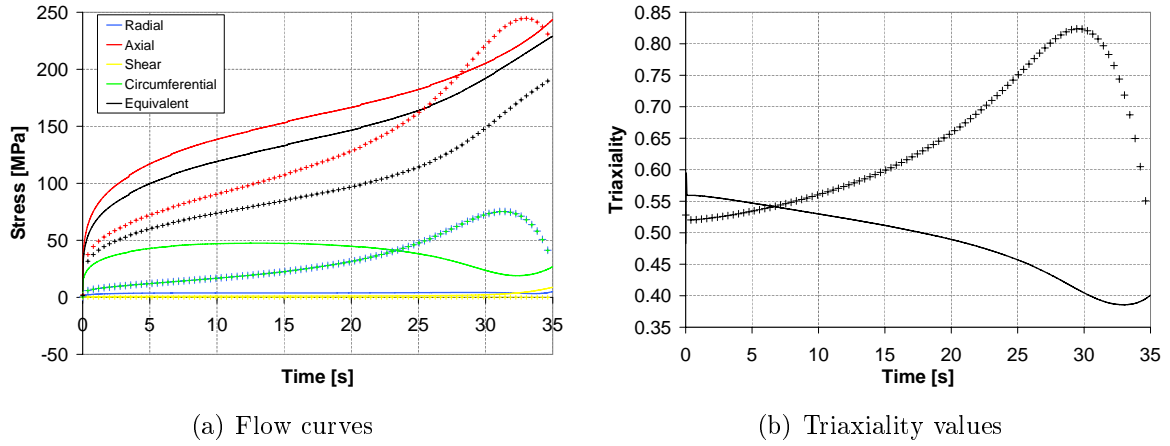 Stress [MPa]
250
200
150
100
50
0
-50
Radial
Axial
Shear
Circumferential
Equivalent
0 5 10 15 20 25 30 35
Time [s]
(a) Flow curves
Triaxiality
0.85
0.80
0.75
0.70
0.65
0.60
0.55
0.50
0.45
0.40
0.35
0 5 10 15 20 25 30 35
Time [s]
(b) Triaxiality values